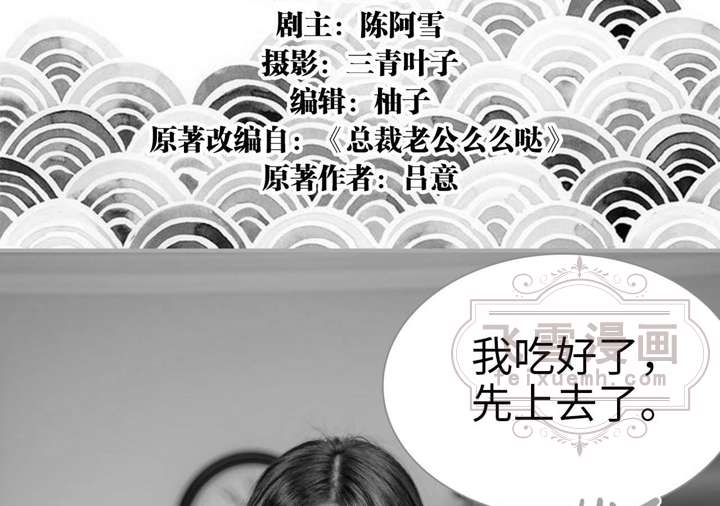 剧主：陈阿雪
摄影：三青叶子
编辑：柚子
原著改编自：《总裁老公么么哒》
原著作者：吕意
飞雪漫画
feixuemh.com
我吃好了，
先上去了。